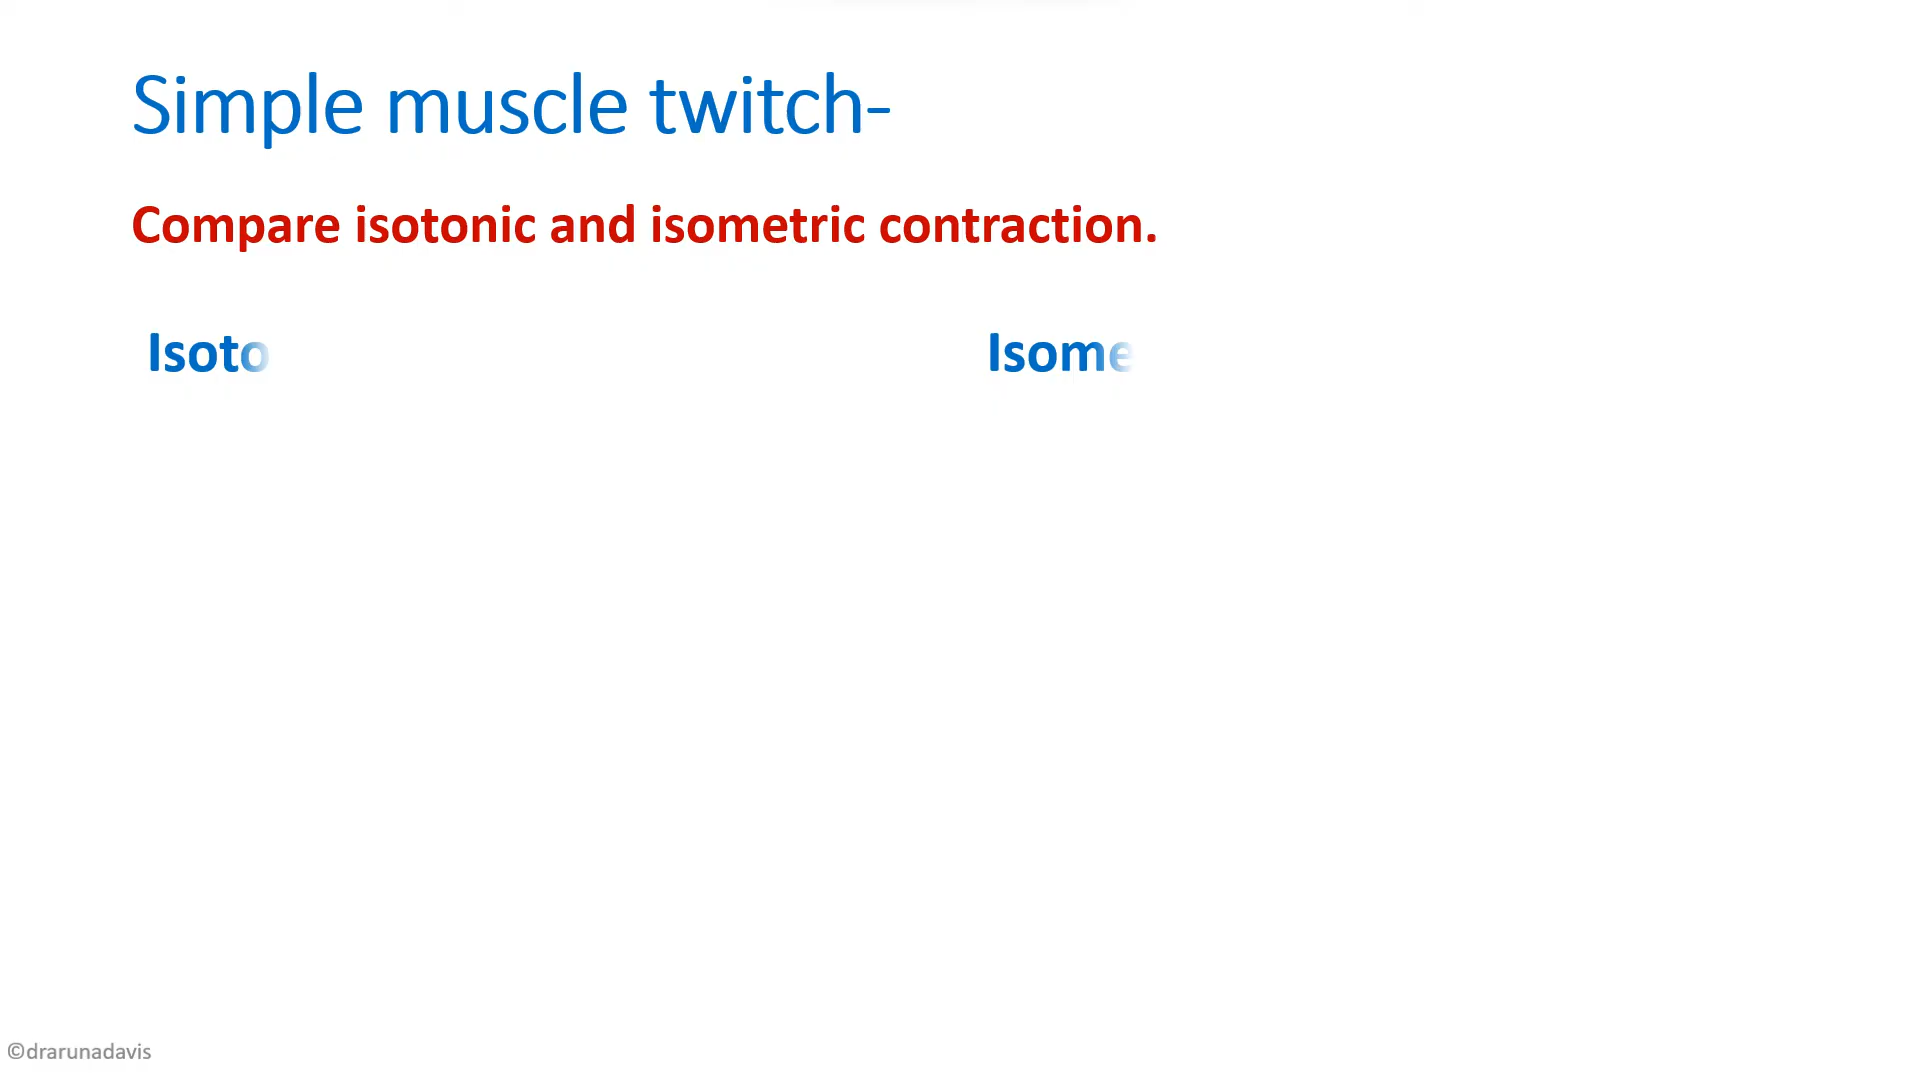 Simple muscle twitch-
Compare isotonic and isometric contraction.
Isoto
Isome
©drarunadavis